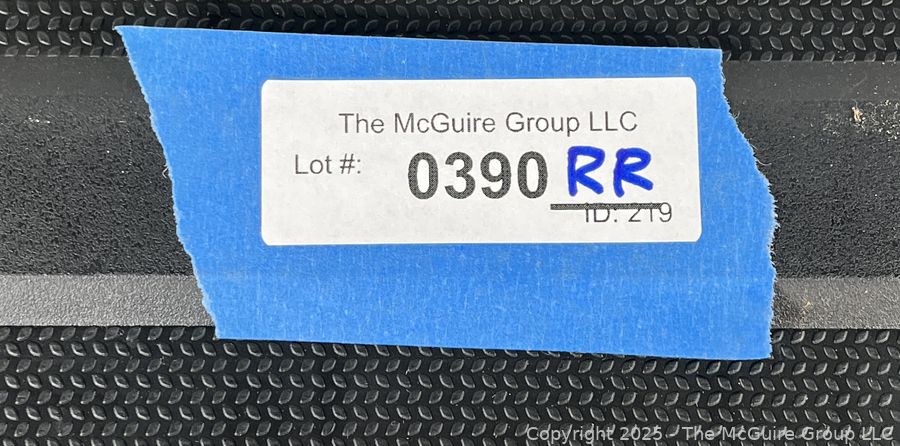 The McGuire Group LLC
Lot #: 0390 RR
ID: 219
Copyright 2025 - The McGuire Group LLC